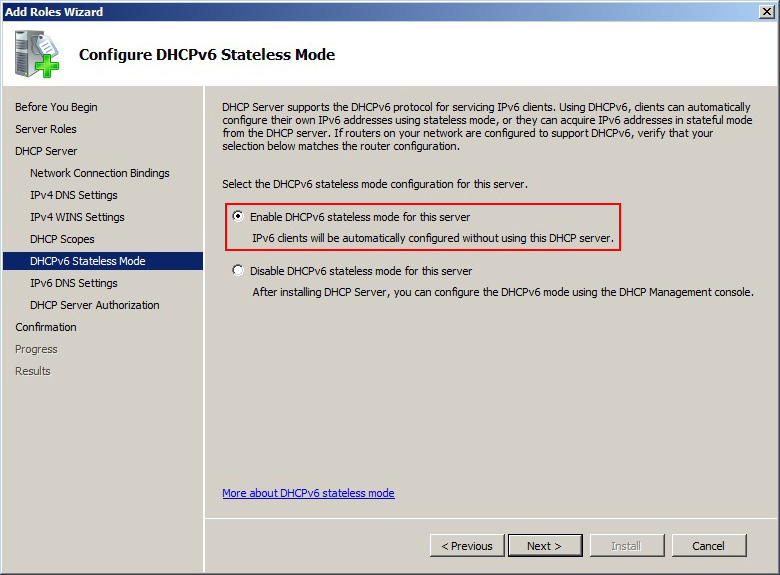 Add Roles Wizard
Configure DHCPv6 Stateless Mode
Before You Begin
Server Roles
DHCP Server
Network Connection Bindings
IPv4 DNS Settings
IPv4 WINS Settings
DHCP Scopes
DHCPv6 Stateless Mode
IPv6 DNS Settings
DHCP Server Authorization
Confirmation
Progress
Results
DHCP Server supports the DHCPv6 protocol for servicing IPv6 clients. Using DHCPv6, clients can automatically
configure their own IPv6 addresses using stateless mode, or they can acquire IPv6 addresses in stateful mode
from the DHCP server. If routers on your network are configured to support DHCPv6, verify that your
selection below matches the router configuration.
Select the DHCPv6 stateless mode configuration for this server.
Enable DHCPv6 stateless mode for this server
IPv6 clients will be automatically configured without using this DHCP server.
Disable DHCPv6 stateless mode for this server
After installing DHCP Server, you can configure the DHCPv6 mode using the DHCP Management console.
More about DHCPv6 stateless mode
< Previous
Next >
Install
Cancel